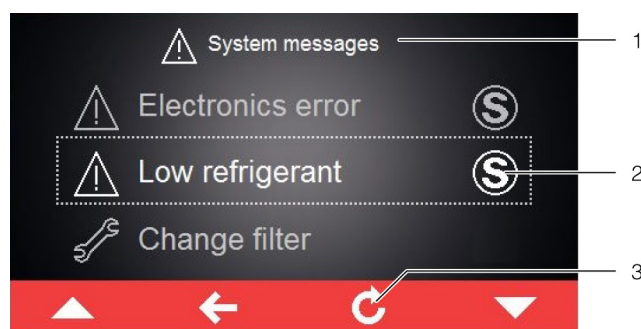 System messages
1
Electronics error S
Low refrigerant S
2
Change filter
3